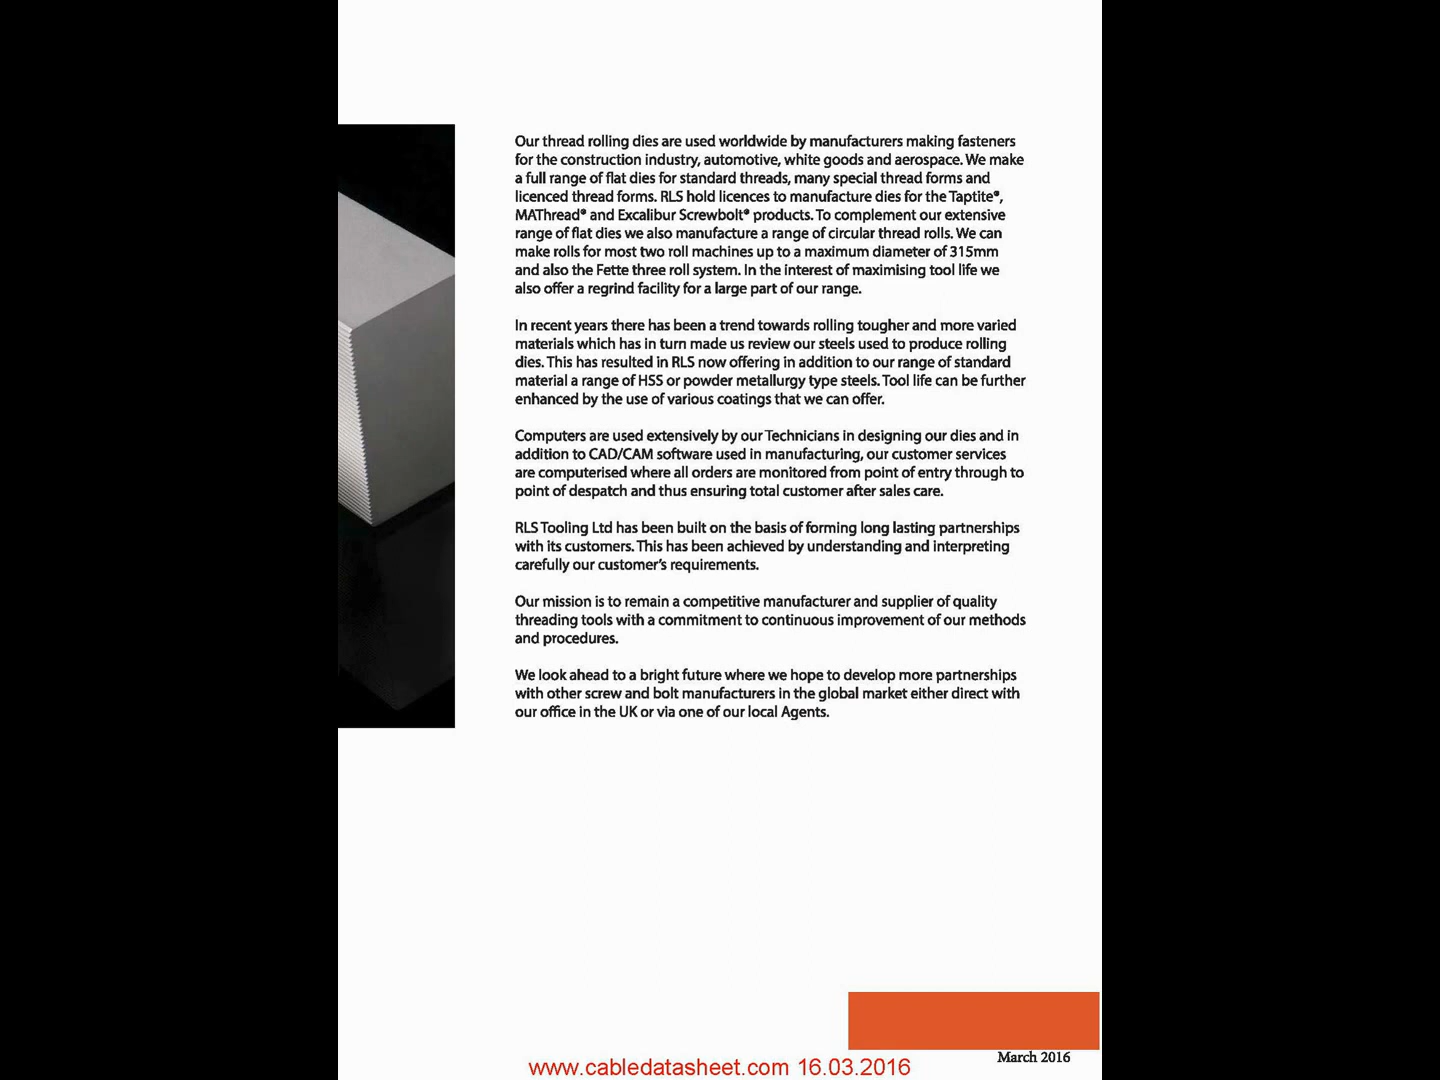 Our thread rolling dies are used worldwide by manufacturers making fasteners
for the construction industry, automotive, white goods and aerospace. We make
a full range of flat dies for standard threads, many special thread forms and
licenced thread forms. RLS hold licences to manufacture dies for the Taptite®,
MAThread® and Excalibur Screwbolt® products. To complement our extensive
range of flat dies we also manufacture a range of circular thread rolls. We can
make rolls for most two roll machines up to a maximum diameter of 315mm
and also the Fette three roll system. In the interest of maximising tool life we
also offer a regrind facility for a large part of our range.
In recent years there has been a trend towards rolling tougher and more varied
materials which has in turn made us review our steels used to produce rolling
dies. This has resulted in RLS now offering in addition to our range of standard
material a range of HSS or powder metallurgy type steels. Tool life can be further
enhanced by the use of various coatings that we can offer.
Computers are used extensively by our Technicians in designing our dies and in
addition to CAD/CAM software used in manufacturing, our customer services
are computerised where all orders are monitored from point of entry through to
point of despatch and thus ensuring total customer after sales care.
RLS Tooling Ltd has been built on the basis of forming long lasting partnerships
with its customers. This has been achieved by understanding and interpreting
carefully our customer's requirements.
Our mission is to remain a competitive manufacturer and supplier of quality
threading tools with a commitment to continuous improvement of our methods
and procedures.
We look ahead to a bright future where we hope to develop more partnerships
with other screw and bolt manufacturers in the global market either direct with
our office in the UK or via one of our local Agents.
March 2016
www.cabledatasheet.com 16.03.2016